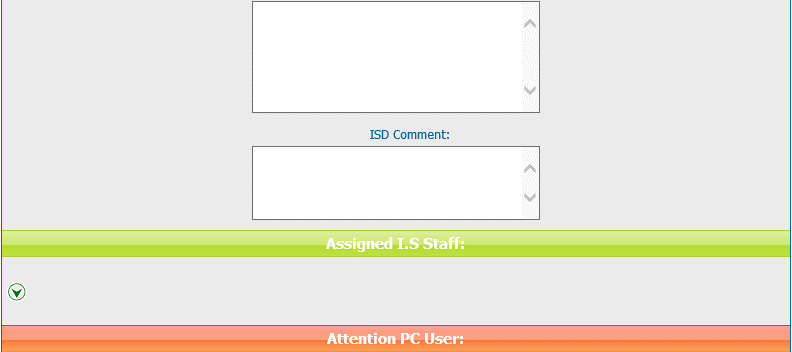 ISD Comment:
Assigned I.S Staff:
Attention PC User: